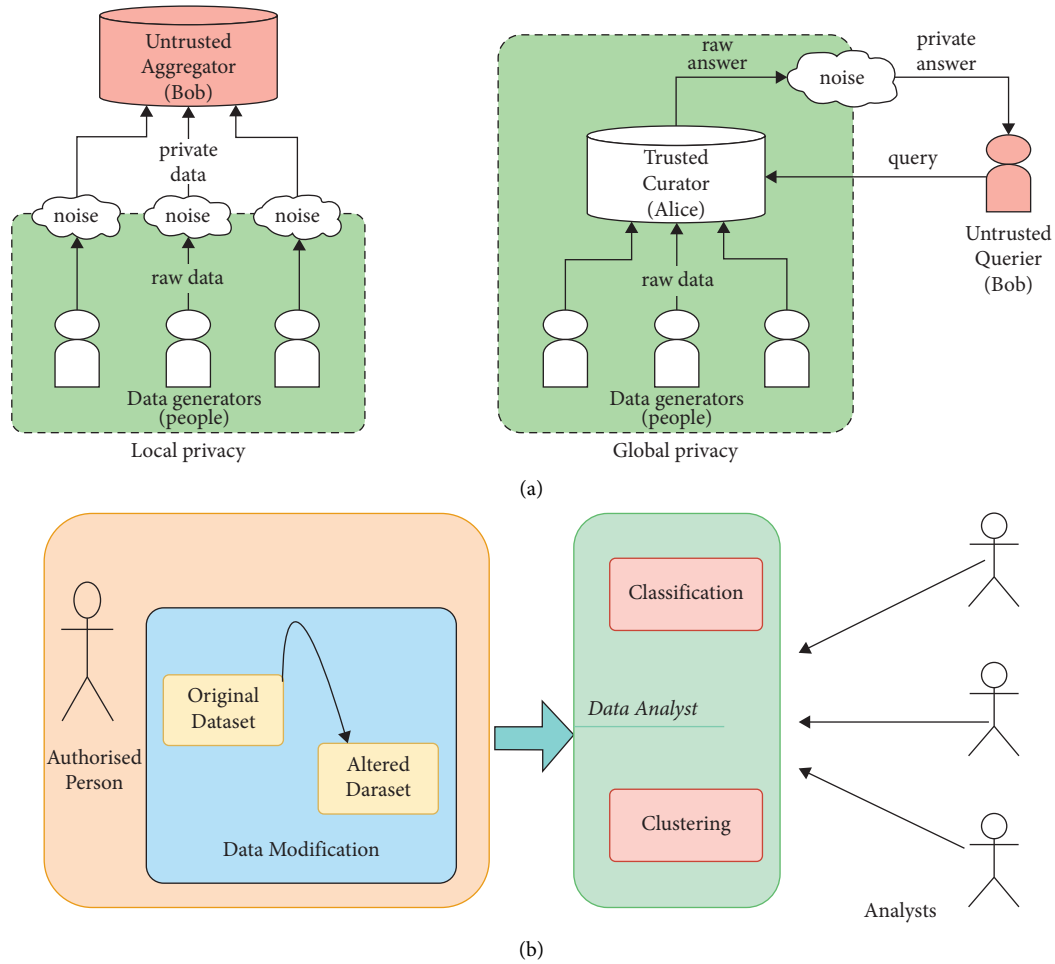 Untrusted
Aggregator
(Bob)
private
data
noise
noise
noise
raw data
Data generators
(people)
Local privacy
raw
answer
noise
private
answer
Trusted
Curator
(Alice)
query
Untrusted
Querier
(Bob)
raw data
Data generators
(people)
Global privacy
(a)
Authorised
Person
Original
Dataset
Altered
Daraset
Data Modification
Classification
Data Analyst
Clustering
Analysts
(b)